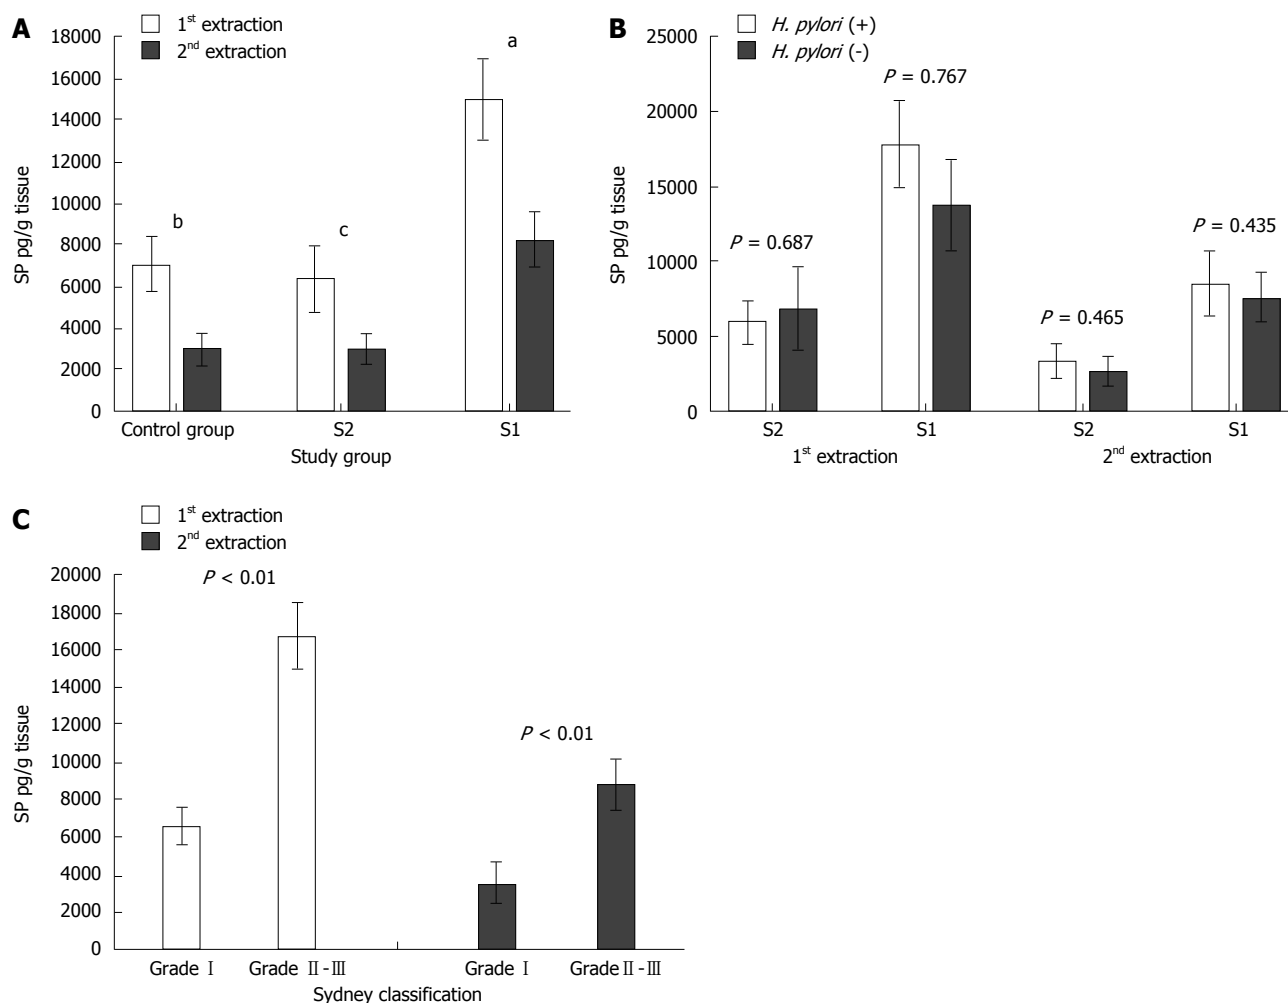 A
1st extraction
2nd extraction
18000
16000
14000
12000
10000
8000
6000
4000
2000
0
SP pg/g tissue
b
c
a
Control group S2 S1
Study group
B
H. pylori (+)
H. pylori (-)
25000
20000
15000
10000
5000
0
SP pg/g tissue
P = 0.687
P = 0.767
P = 0.465
P = 0.435
S2 S1 S2 S1
1st extraction 2nd extraction
C
1st extraction
2nd extraction
20000
18000
16000
14000
12000
10000
8000
6000
4000
2000
0
SP pg/g tissue
P < 0.01
P < 0.01
Grade Ⅰ Grade Ⅱ-Ⅲ Grade Ⅰ GradeⅡ-Ⅲ
Sydney classification